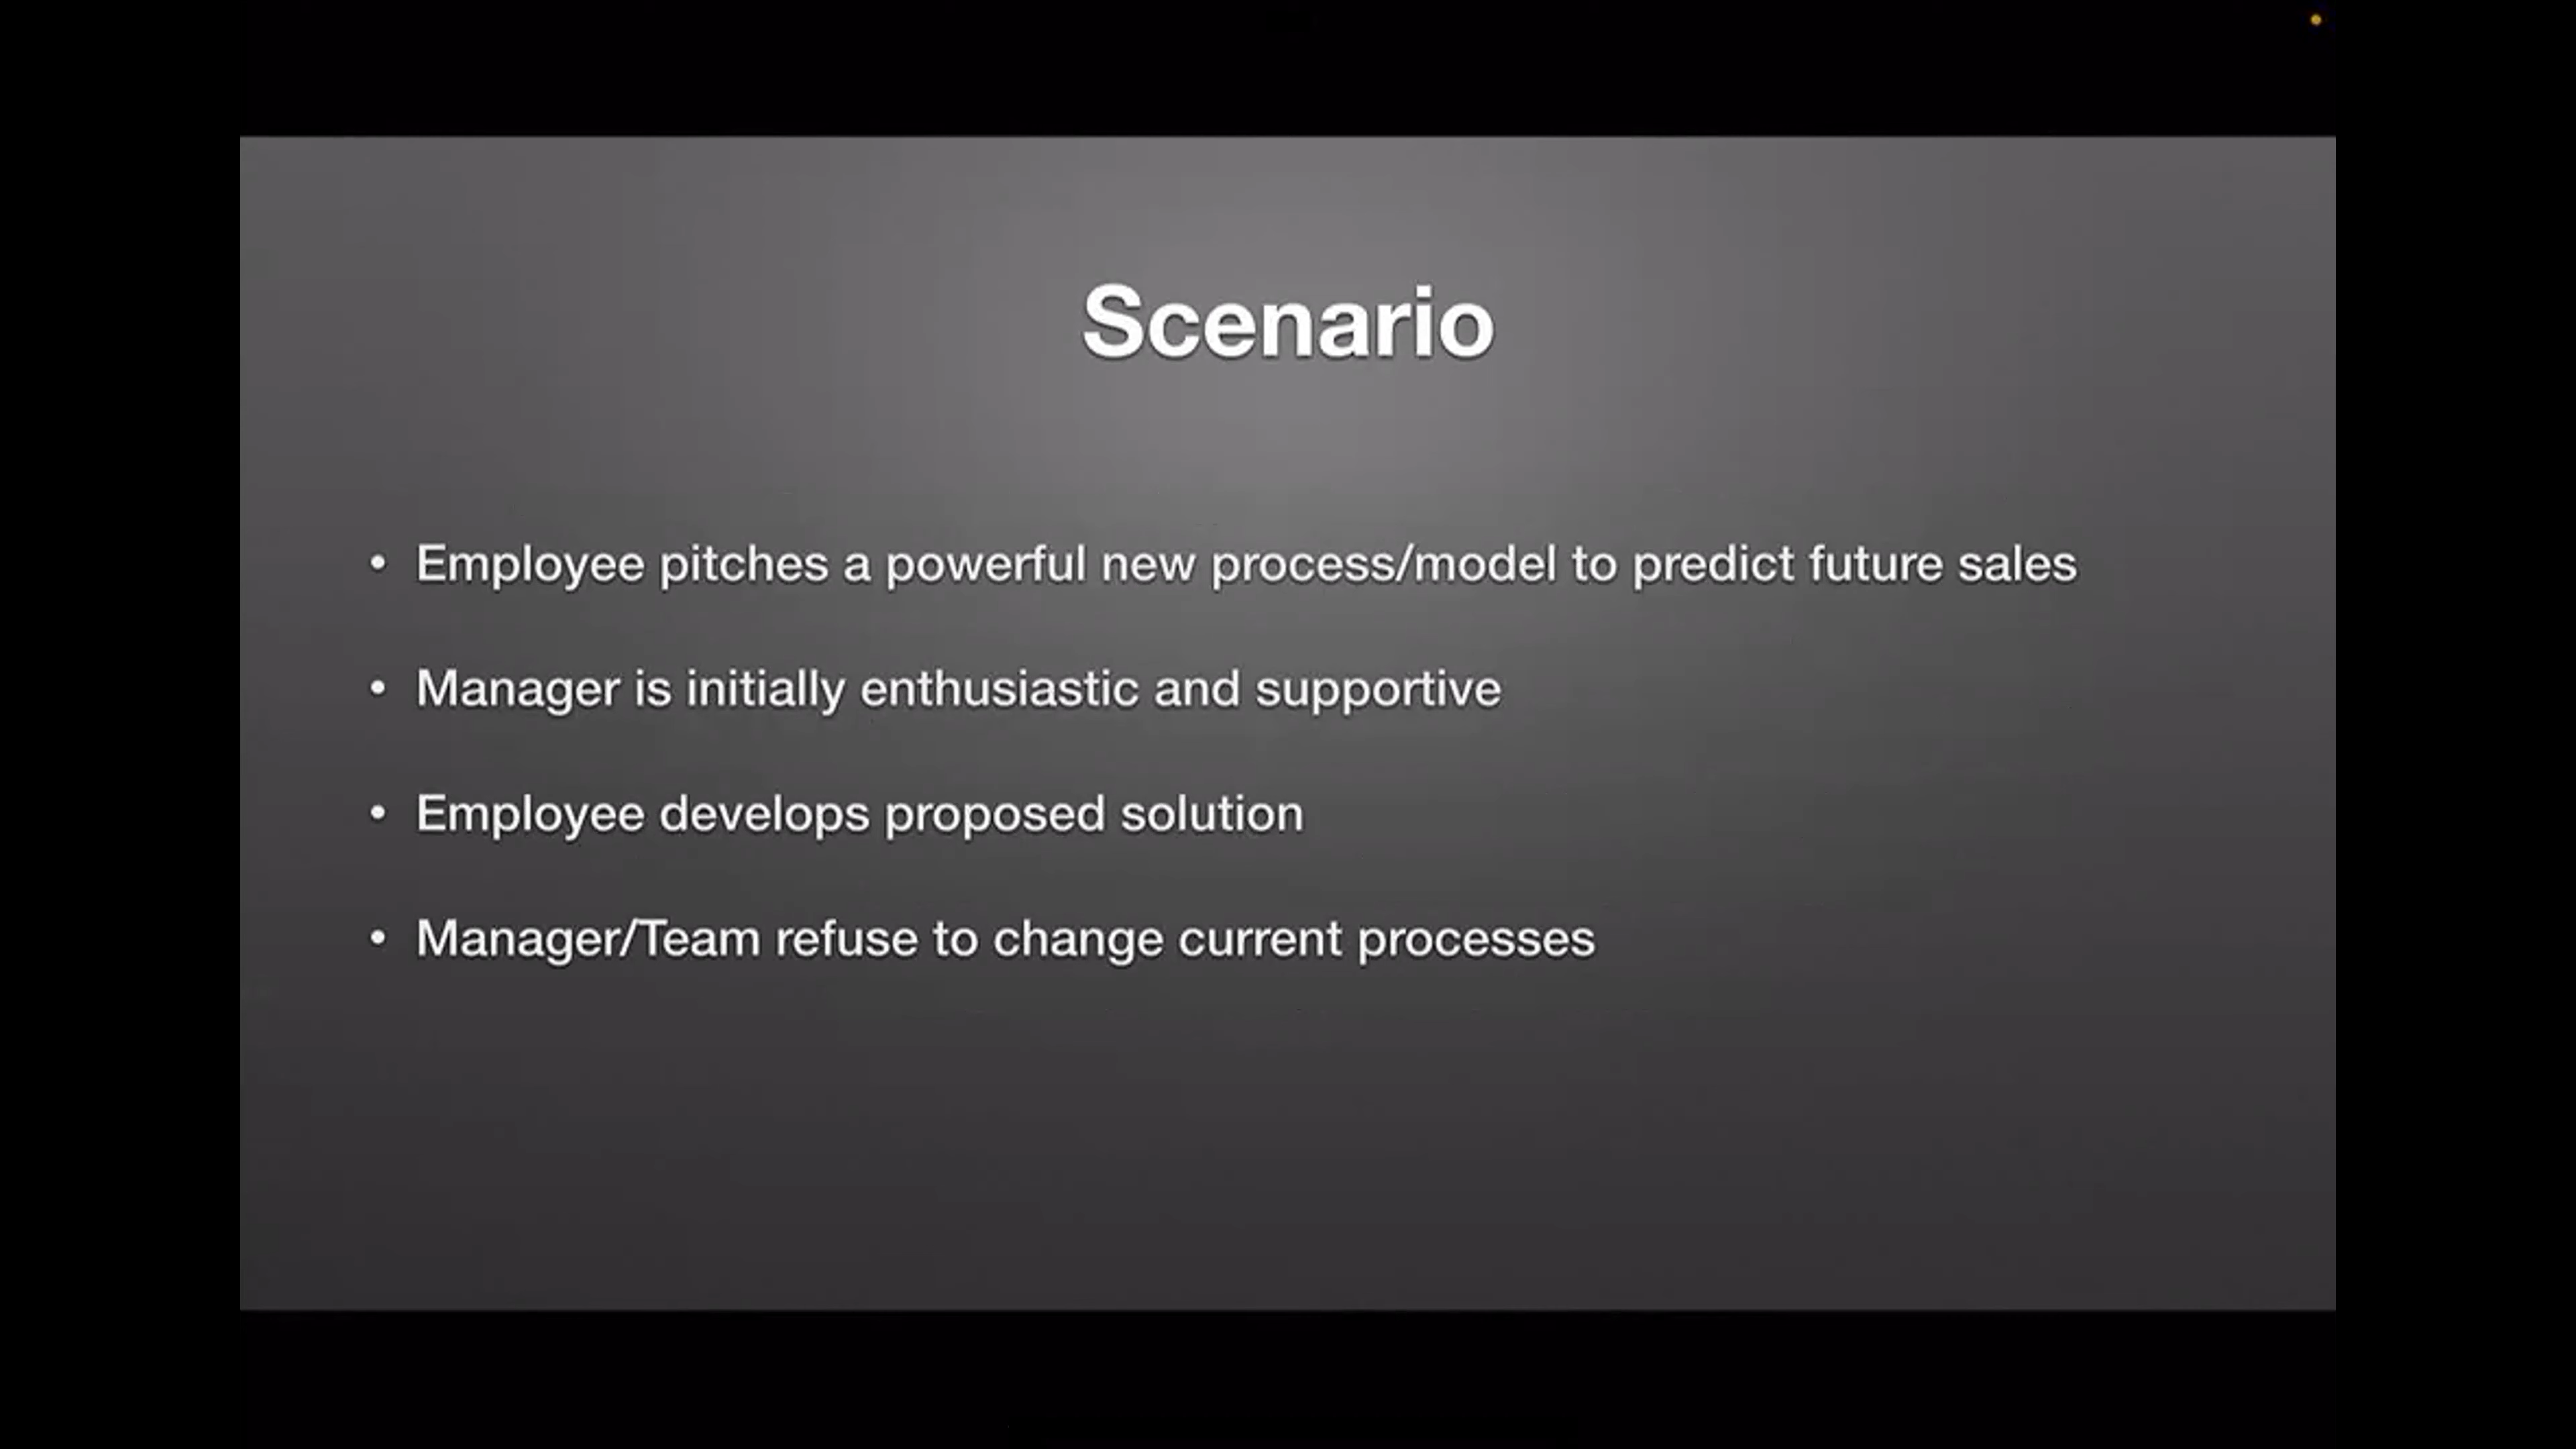 Scenario
• Employee pitches a powerful new process/model to predict future sales
• Manager is initially enthusiastic and supportive
• Employee develops proposed solution
• Manager/Team refuse to change current processes